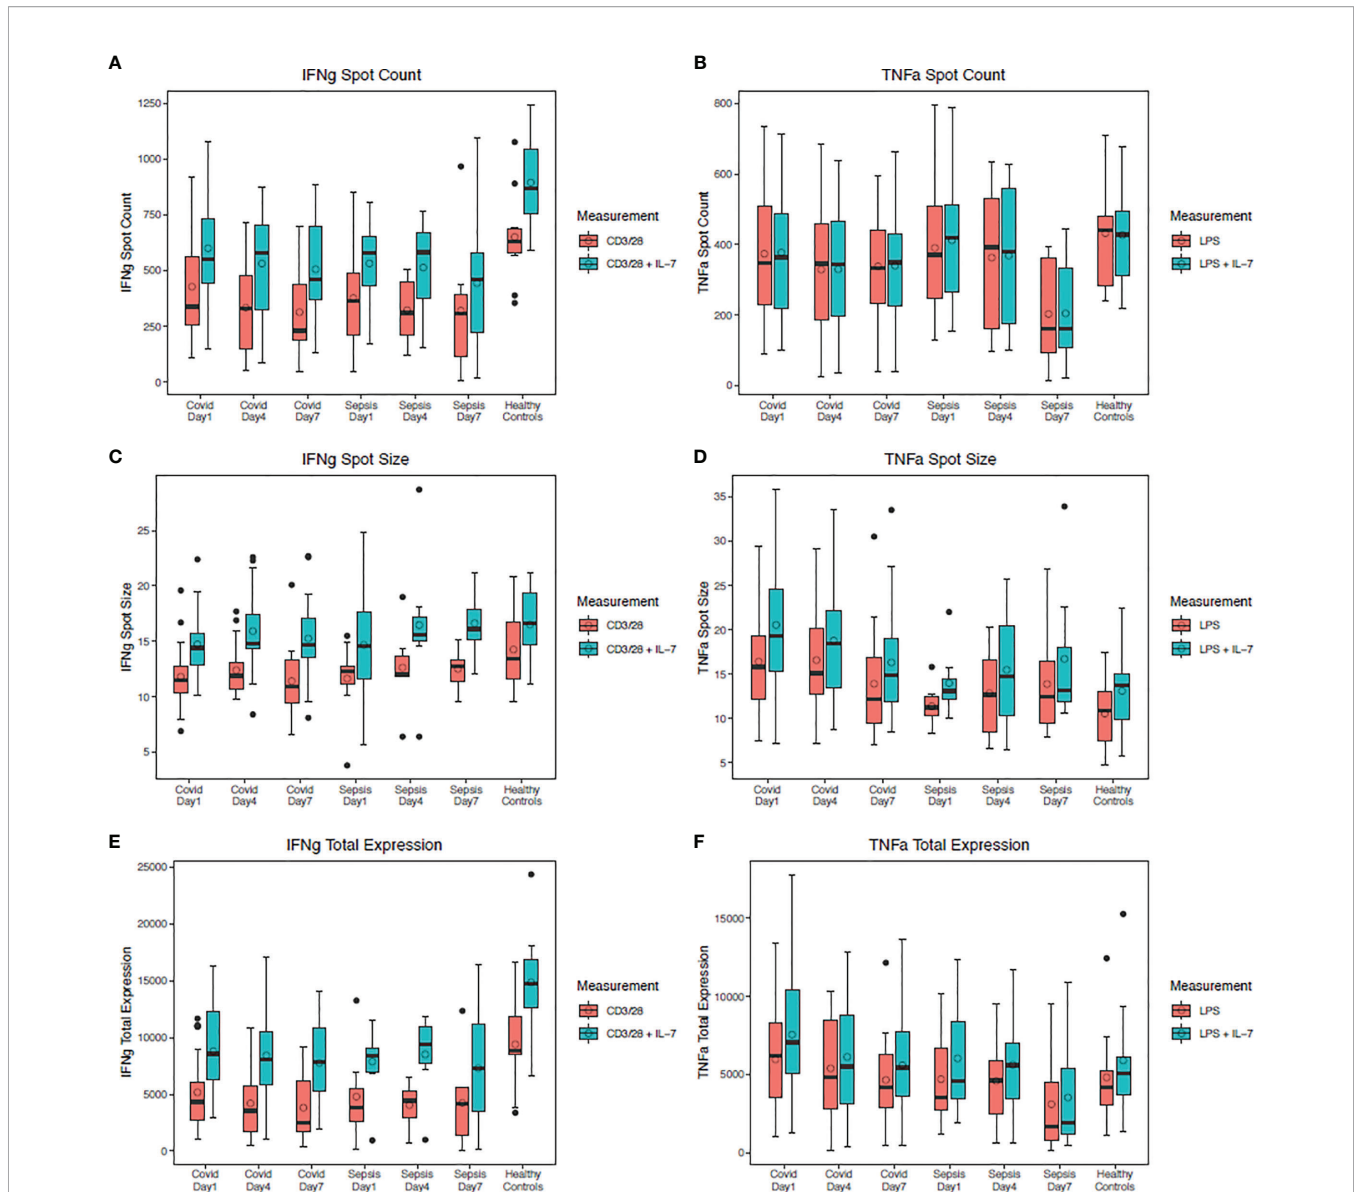 A
IFNg Spot Count
IFNg Spot Count
1250
1000
750
500
250
0
Covid Day1
Covid Day4
Covid Day7
Sepsis Day1
Sepsis Day4
Sepsis Day7
Healthy Controls
Measurement
CD3/28
CD3/28 + IL-7
B
TNFa Spot Count
TNFa Spot Count
800
600
400
200
0
Covid Day1
Covid Day4
Covid Day7
Sepsis Day1
Sepsis Day4
Sepsis Day7
Healthy Controls
Measurement
LPS
LPS + IL-7
C
IFNg Spot Size
IFNg Spot Size
25
20
15
10
5
Covid Day1
Covid Day4
Covid Day7
Sepsis Day1
Sepsis Day4
Sepsis Day7
Healthy Controls
Measurement
CD3/28
CD3/28 + IL-7
D
TNFa Spot Size
TNFa Spot Size
35
30
25
20
15
10
5
Covid Day1
Covid Day4
Covid Day7
Sepsis Day1
Sepsis Day4
Sepsis Day7
Healthy Controls
Measurement
LPS
LPS + IL-7
E
IFNg Total Expression
IFNg Total Expression
25000
20000
15000
10000
5000
0
Covid Day1
Covid Day4
Covid Day7
Sepsis Day1
Sepsis Day4
Sepsis Day7
Healthy Controls
Measurement
CD3/28
CD3/28 + IL-7
F
TNFa Total Expression
TNFa Total Expression
15000
10000
5000
0
Covid Day1
Covid Day4
Covid Day7
Sepsis Day1
Sepsis Day4
Sepsis Day7
Healthy Controls
Measurement
LPS
LPS + IL-7